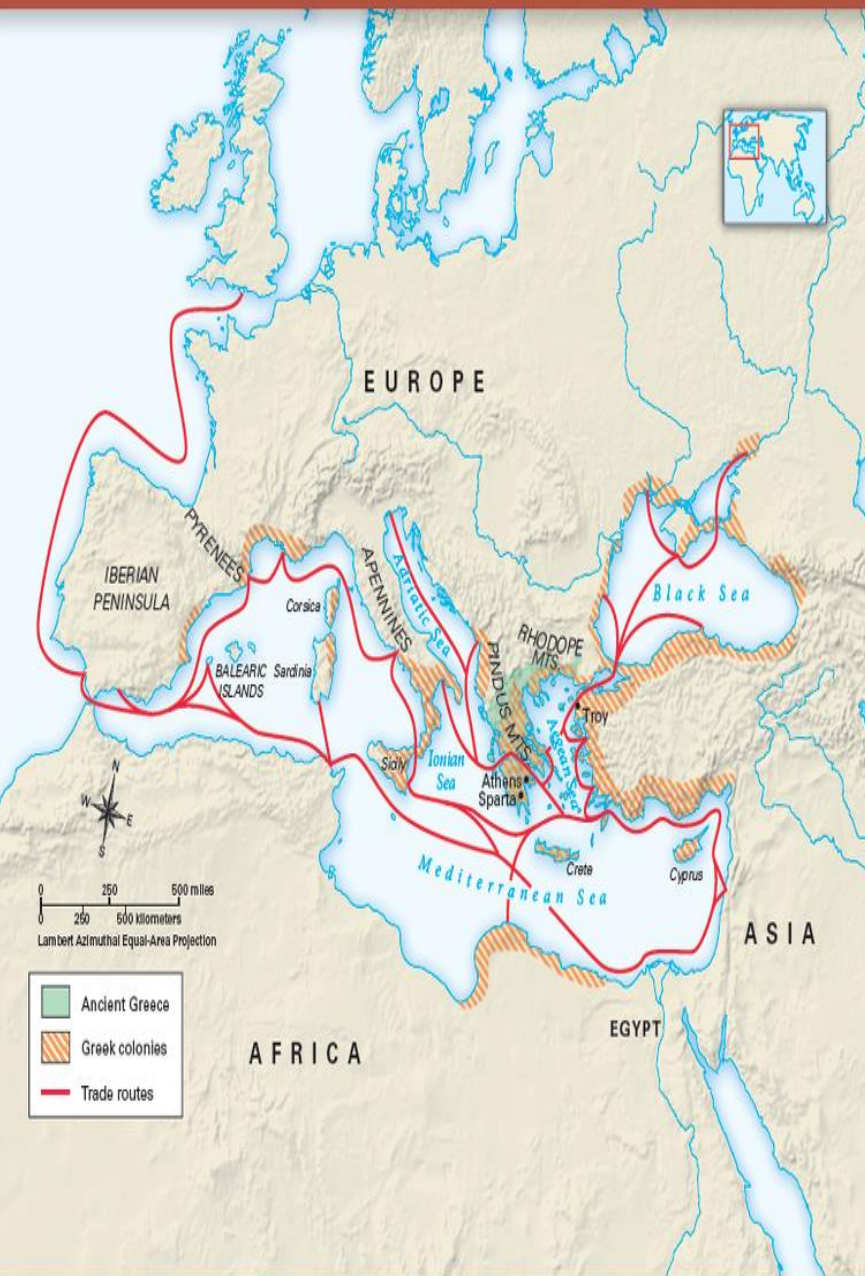 EUROPE
PYRENEES
IBERIAN
PENINSULA
Corsica
APENNINES
Adriatic Sea
Black Sea
RHODOPE
MTS.
BALEARIC
ISLANDS
Sardinia
PINDUS MTS.
Troy
Aegean Sea
Sicily
Ionian
Sea
Athens
Sparta
N
W
E
S
Crete
Cyprus
Mediterranean Sea
0 250 500 miles
0 250 500 kilometers
Lambert Azimuthal Equal-Area Projection
ASIA
Ancient Greece
Greek colonies
Trade routes
AFRICA
EGYPT